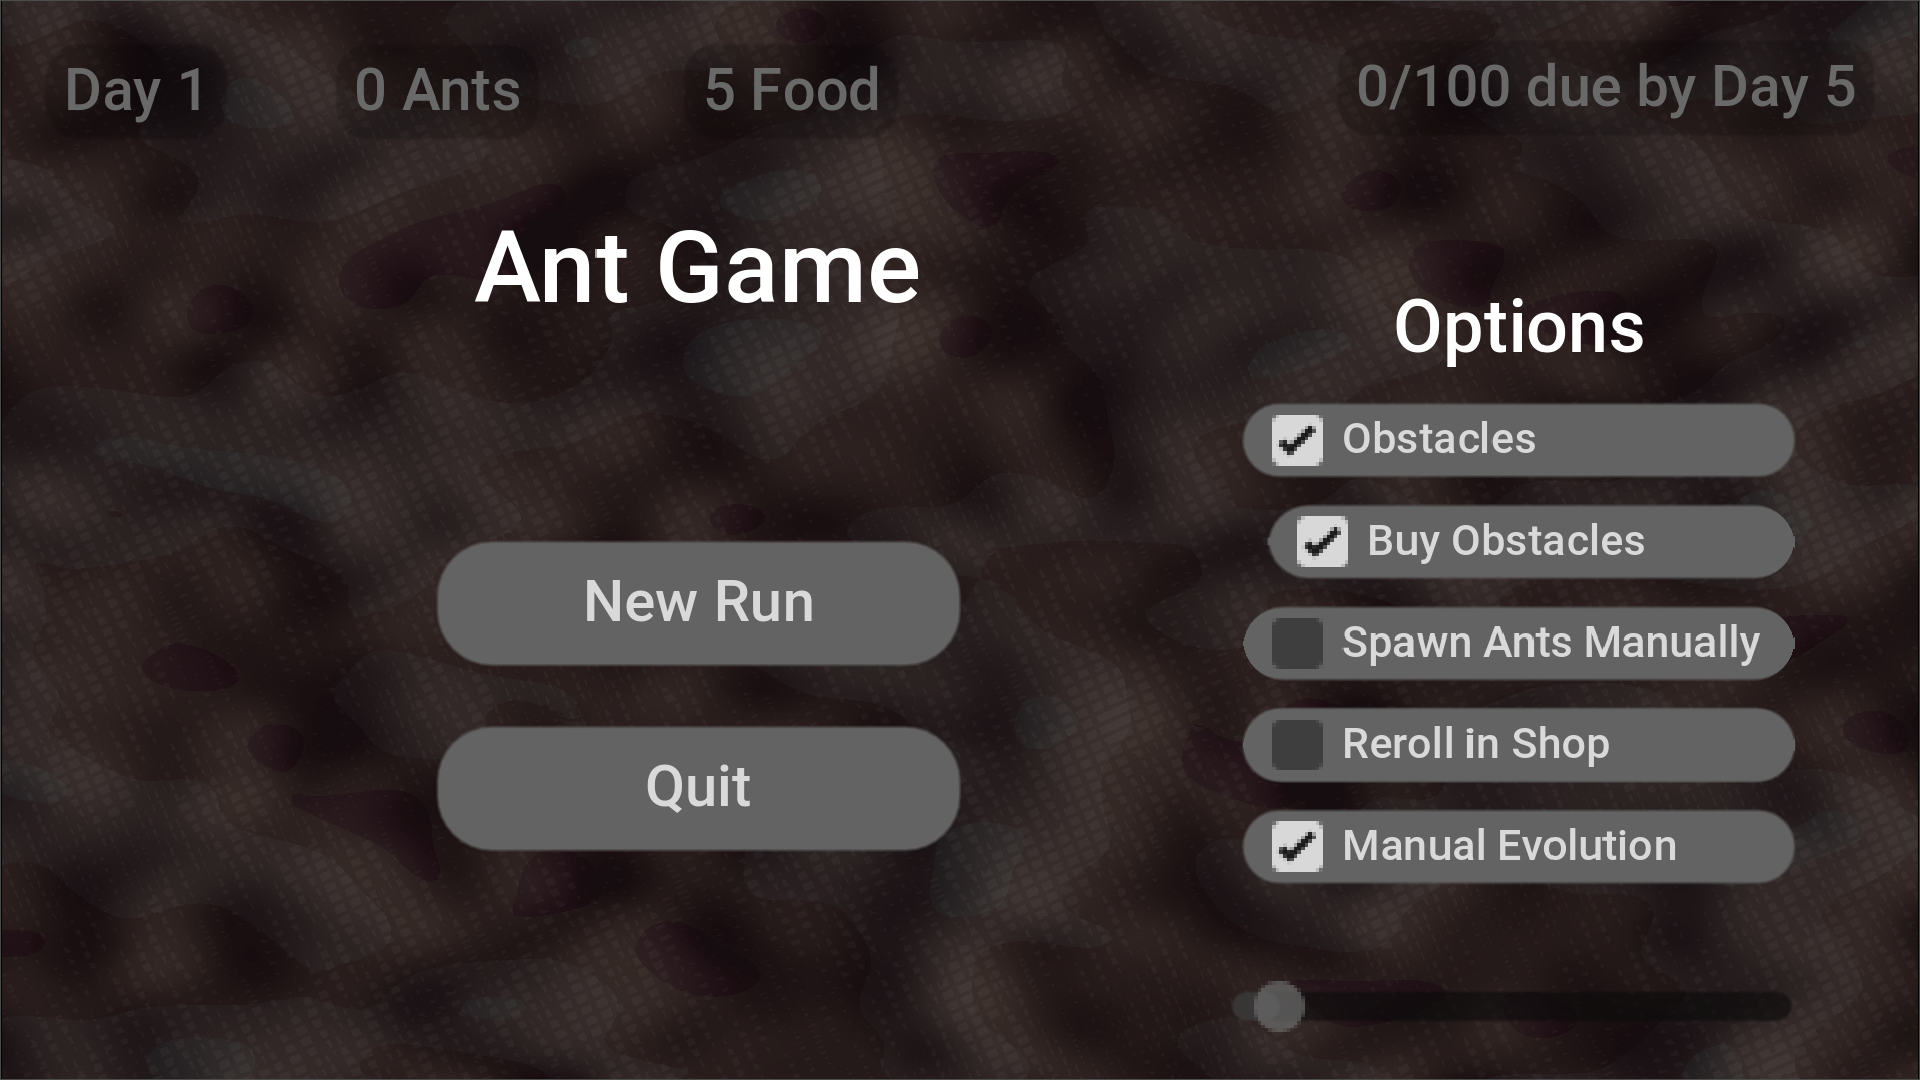 Day 1
0 Ants
5 Food
0/100 due by Day 5
Ant Game
New Run
Quit
Options
Obstacles
Buy Obstacles
Spawn Ants Manually
Reroll in Shop
Manual Evolution